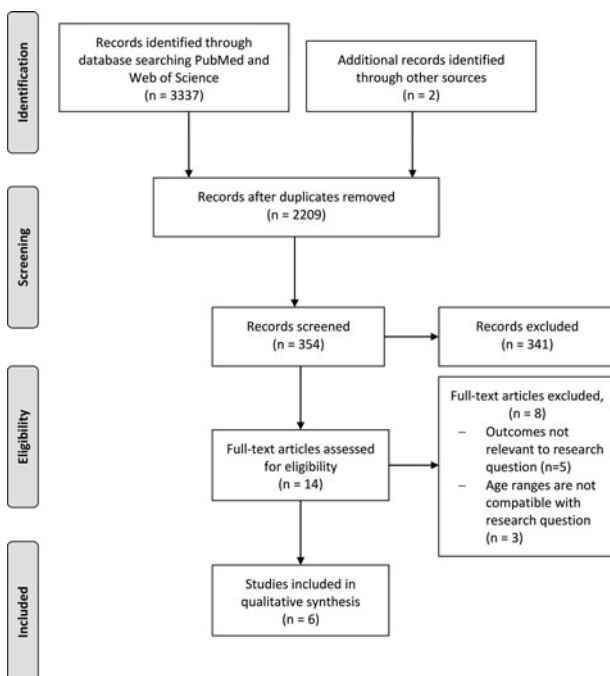 Identification
Records identified through
database searching PubMed and
Web of Science
(n = 3337)
Additional records identified
through other sources
(n = 2)
Screening
Records after duplicates removed
(n = 2209)
Records screened
(n = 354)
Records excluded
(n = 341)
Eligibility
Full-text articles assessed
for eligibility
(n = 14)
Full-text articles excluded,
(n = 8)
– Outcomes not
relevant to research
question (n=5)
– Age ranges are not
compatible with
research question
(n = 3)
Included
Studies included in
qualitative synthesis
(n = 6)